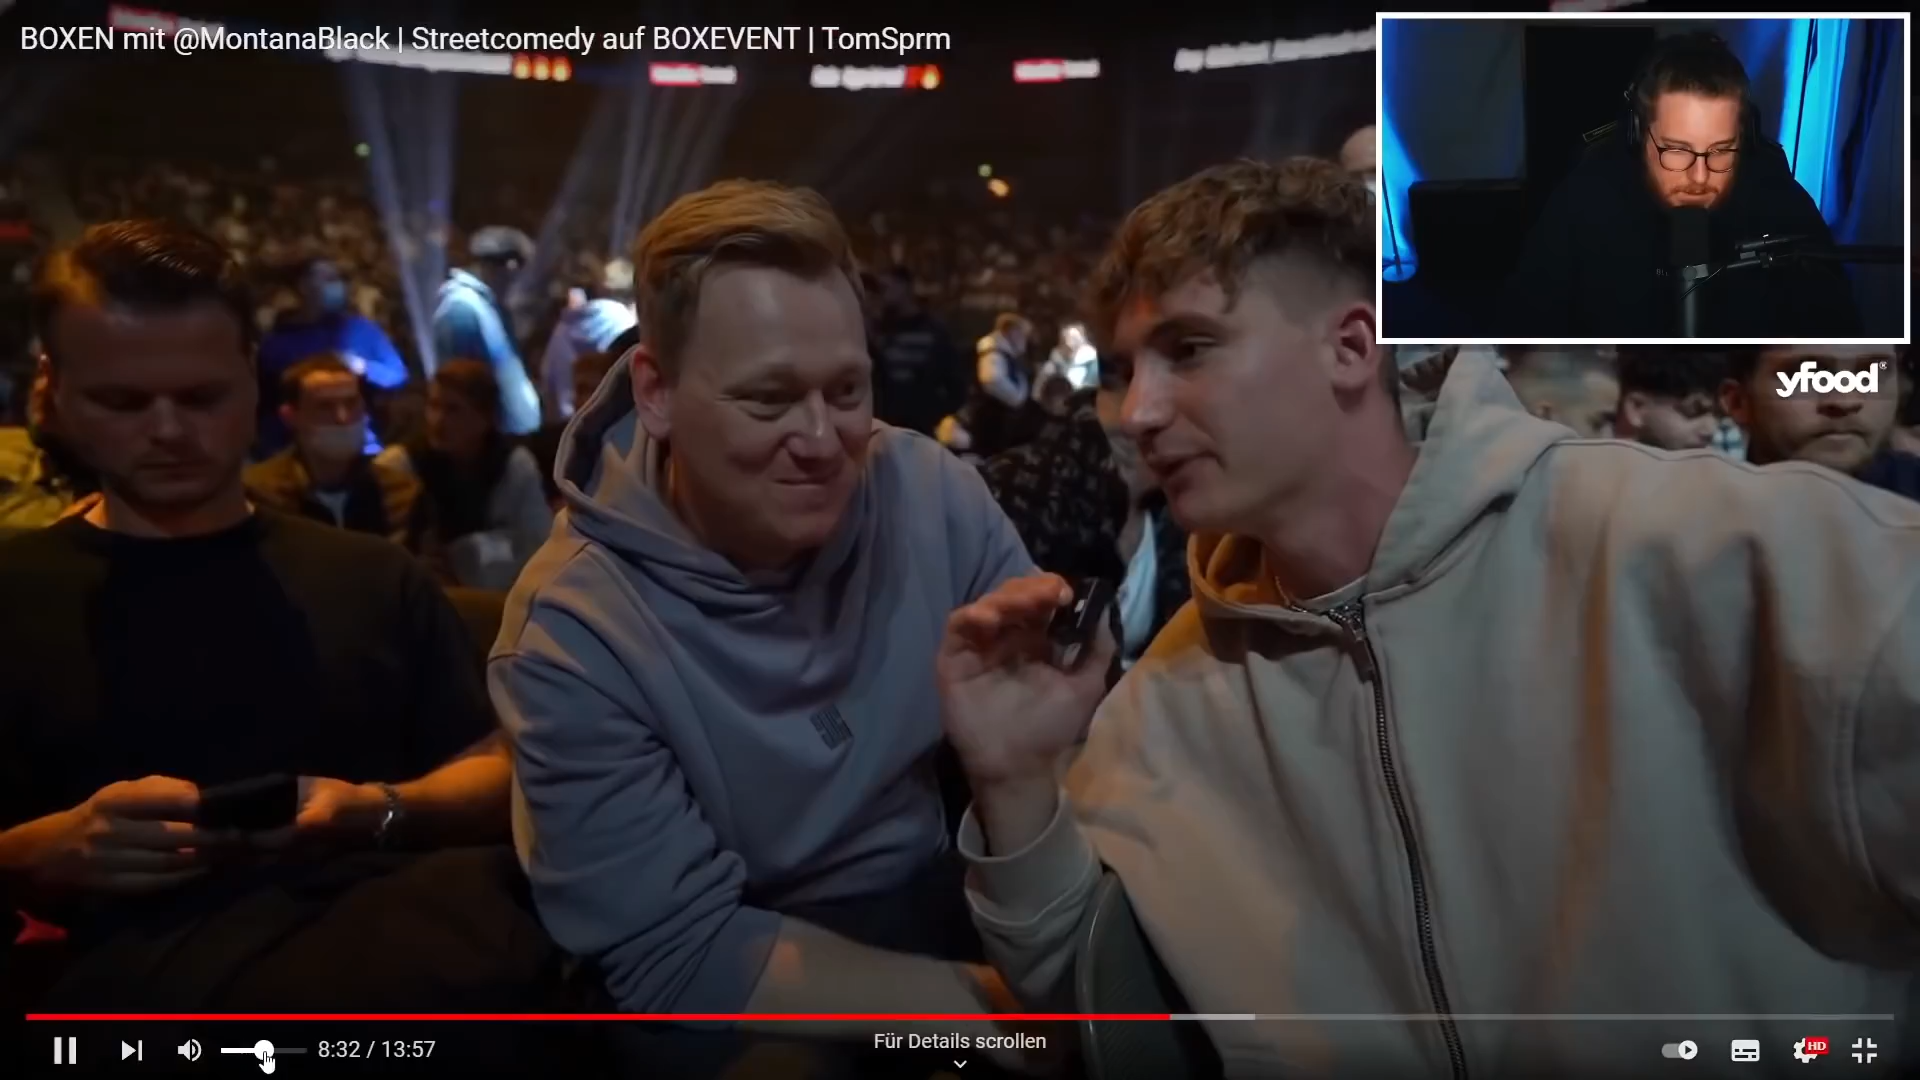 BOXEN mit @MontanaBlack | Streetcomedy auf BOXEVENT | TomSprm
yfood®
8:32 / 13:57
Für Details scrollen
HD